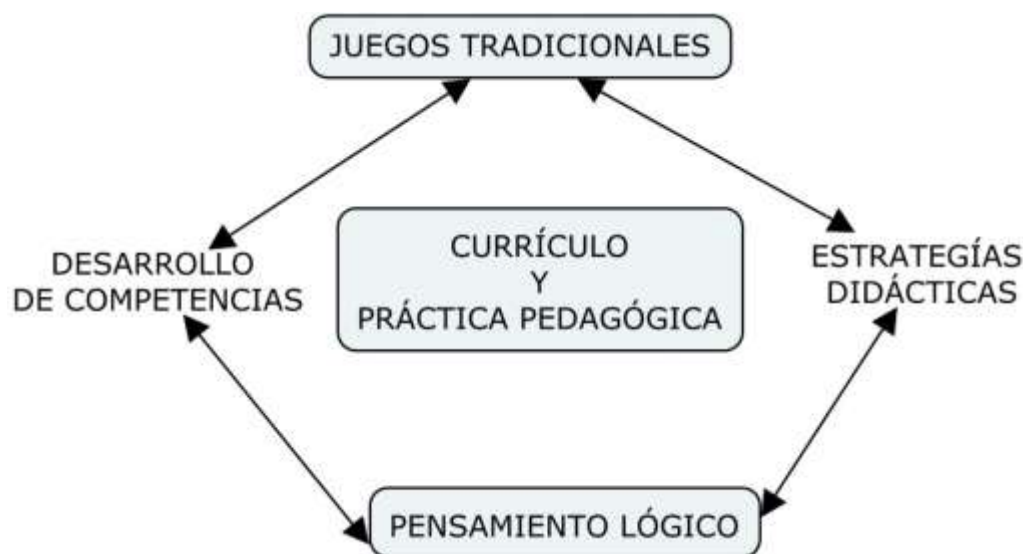 JUEGOS TRADICIONALES
CURRÍCULO
Y
PRÁCTICA PEDAGÓGICA
DESARROLLO
DE COMPETENCIAS
ESTRATEGÍAS
DIDÁCTICAS
PENSAMIENTO LÓGICO